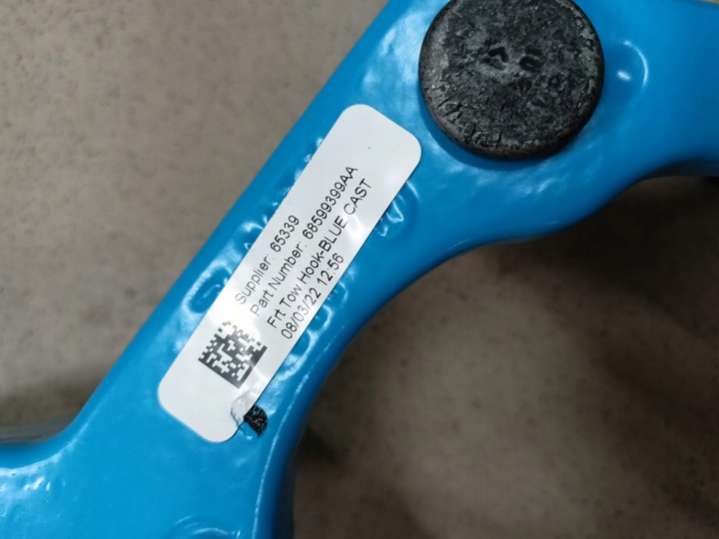 Supplier: 65339
Part Number: 68599399AA
Frt Tow Hook-BLUE CAST
08/03/22 12:56